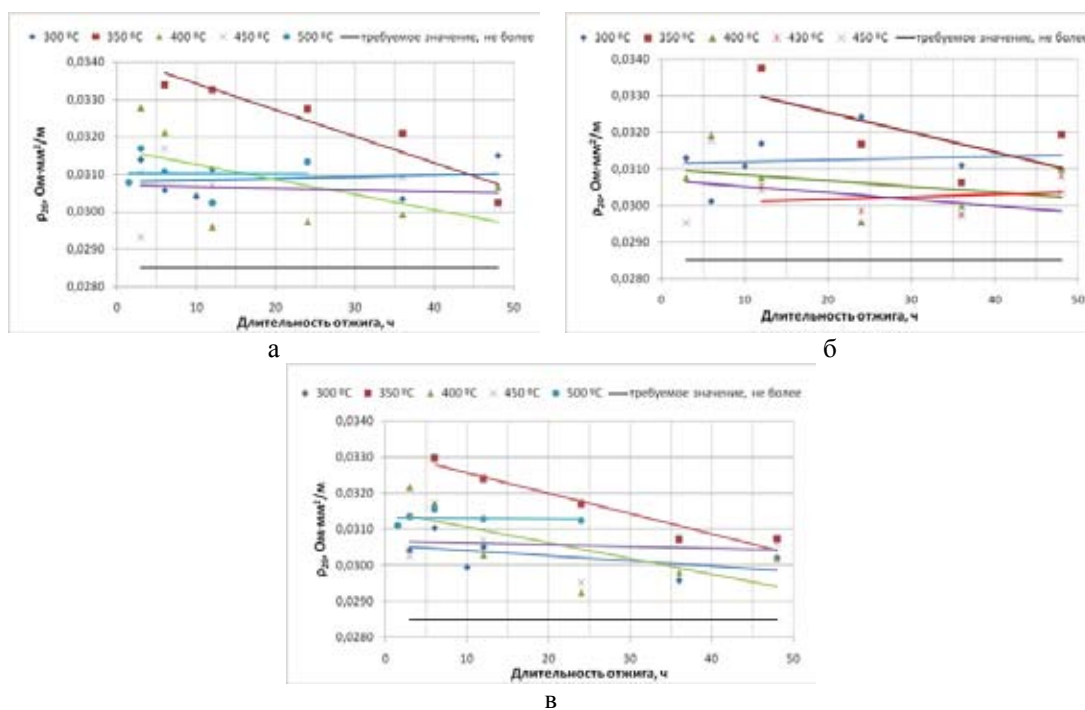 300 ºC 350 ºC 400 ºC 450 ºC 500 ºC требуемое значение, не более
0,0340
0,0330
0,0320
0,0310
0,0300
0,0290
0,0280
ρ₂₀, Ом·мм²/м
0 10 20 30 40 50
Длительность отжига, ч
а
300 ºC 350 ºC 400 ºC 430 ºC 450 ºC требуемое значение, не более
0,0340
0,0330
0,0320
0,0310
0,0300
0,0290
0,0280
ρ₂₀, Ом·мм²/м
0 10 20 30 40 50
Длительность отжига, ч
б
300 ºC 350 ºC 400 ºC 450 ºC 500 ºC требуемое значение, не более
0,0340
0,0330
0,0320
0,0310
0,0300
0,0290
0,0280
ρ₂₀, Ом·мм²/м
0 10 20 30 40 50
Длительность отжига, ч
в